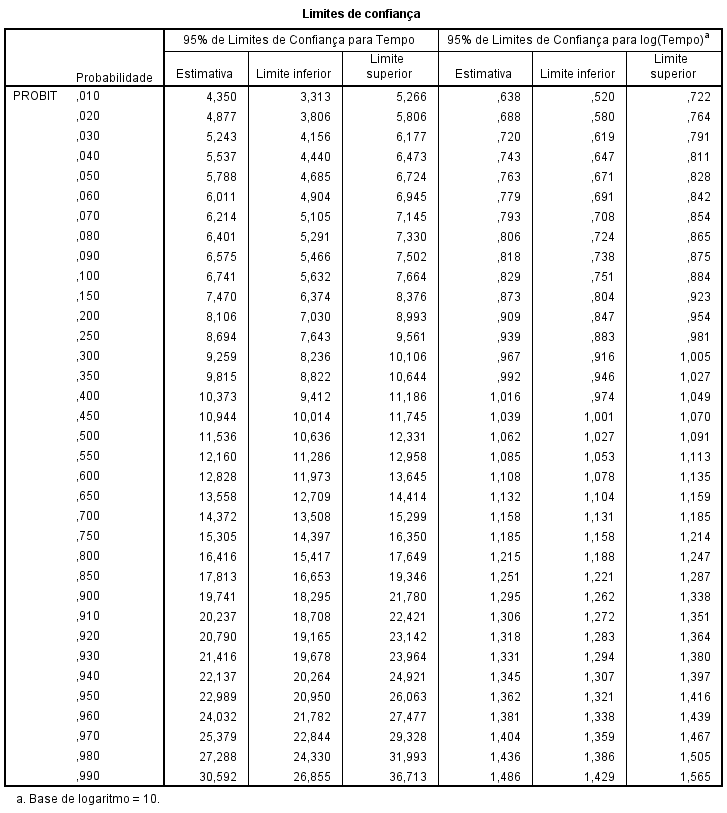 Limites de confiança
95% de Limites de Confiança para Tempo 95% de Limites de Confiança para log(Tempo)a
Probabilidade Estimativa Limite inferior Limite superior Estimativa Limite inferior Limite superior
PROBIT ,010 4,350 3,313 5,266 ,638 ,520 ,722
,020 4,877 3,806 5,806 ,688 ,580 ,764
,030 5,243 4,156 6,177 ,720 ,619 ,791
,040 5,537 4,440 6,473 ,743 ,647 ,811
,050 5,788 4,685 6,724 ,763 ,671 ,828
,060 6,011 4,904 6,945 ,779 ,691 ,842
,070 6,214 5,105 7,145 ,793 ,708 ,854
,080 6,401 5,291 7,330 ,806 ,724 ,865
,090 6,575 5,466 7,502 ,818 ,738 ,875
,100 6,741 5,632 7,664 ,829 ,751 ,884
,150 7,470 6,374 8,376 ,873 ,804 ,923
,200 8,106 7,030 8,993 ,909 ,847 ,954
,250 8,694 7,643 9,561 ,939 ,883 ,981
,300 9,259 8,236 10,106 ,967 ,916 1,005
,350 9,815 8,822 10,644 ,992 ,946 1,027
,400 10,373 9,412 11,186 1,016 ,974 1,049
,450 10,944 10,014 11,745 1,039 1,001 1,070
,500 11,536 10,636 12,331 1,062 1,027 1,091
,550 12,160 11,286 12,958 1,085 1,053 1,113
,600 12,828 11,973 13,645 1,108 1,078 1,135
,650 13,558 12,709 14,414 1,132 1,104 1,159
,700 14,372 13,508 15,299 1,158 1,131 1,185
,750 15,305 14,397 16,350 1,185 1,158 1,214
,800 16,416 15,417 17,649 1,215 1,188 1,247
,850 17,813 16,653 19,346 1,251 1,221 1,287
,900 19,741 18,295 21,780 1,295 1,262 1,338
,910 20,237 18,708 22,421 1,306 1,272 1,351
,920 20,790 19,165 23,142 1,318 1,283 1,364
,930 21,416 19,678 23,964 1,331 1,294 1,380
,940 22,137 20,264 24,921 1,345 1,307 1,397
,950 22,989 20,950 26,063 1,362 1,321 1,416
,960 24,032 21,782 27,477 1,381 1,338 1,439
,970 25,379 22,844 29,328 1,404 1,359 1,467
,980 27,288 24,330 31,993 1,436 1,386 1,505
,990 30,592 26,855 36,713 1,486 1,429 1,565
a. Base de logaritmo = 10.